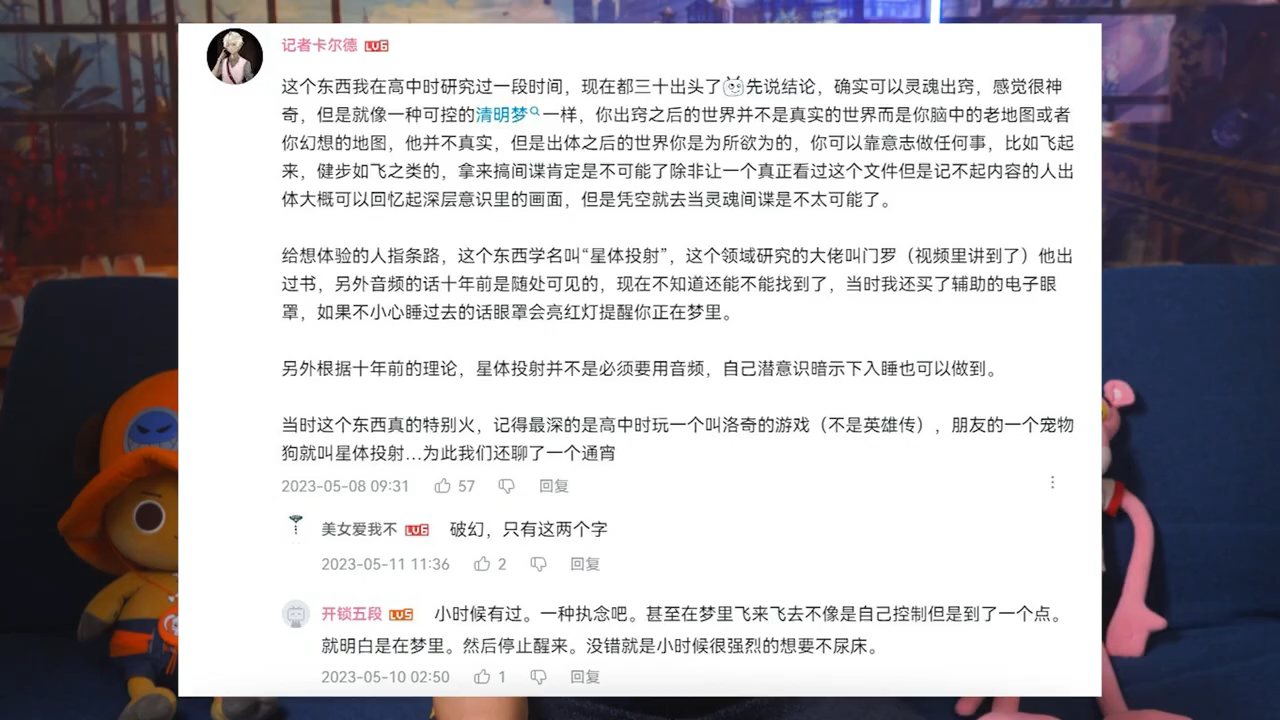 记者卡尔德 LV6
这个东西我在高中时研究过一段时间，现在都三十出头了先说结论，确实可以灵魂出窍，感觉很神
奇，但是就像一种可控的清明梦一样，你出窍之后的世界并不是真实的世界而是你脑中的老地图或者
你幻想的地图，他并不真实，但是出体之后的世界你是为所欲为的，你可以靠意志做任何事，比如飞起
来，健步如飞之类的，拿来搞间谍肯定是不可能了除非让一个真正看过这个文件但是记不起内容的人出
体大概可以回忆起深层意识里的画面，但是凭空就去当灵魂间谍是不太可能了。
给想体验的人指条路，这个东西学名叫“星体投射”，这个领域研究的大佬叫门罗（视频里讲到了）他出
过书，另外音频的话十年前是随处可见的，现在不知道还能不能找到了，当时我还买了辅助的电子眼
罩，如果不小心睡过去的话眼罩会亮红灯提醒你正在梦里。
另外根据十年前的理论，星体投射并不是必须要用音频，自己潜意识暗示下入睡也可以做到。
当时这个东西真的特别火，记得最深的是高中时玩一个叫洛奇的游戏（不是英雄传），朋友的一个宠物
狗就叫星体投射...为此我们还聊了一个通宵
2023-05-08 09:31 57 回复
美女爱我不 LV6 破幻，只有这两个字
2023-05-11 11:36 2 回复
开锁五段 LV5 小时候有过。一种执念吧。甚至在梦里飞来飞去不像是自己控制但是到了一个点。
就明白是在梦里。然后停止醒来。没错就是小时候很强烈的想要不尿床。
2023-05-10 02:50 1 回复